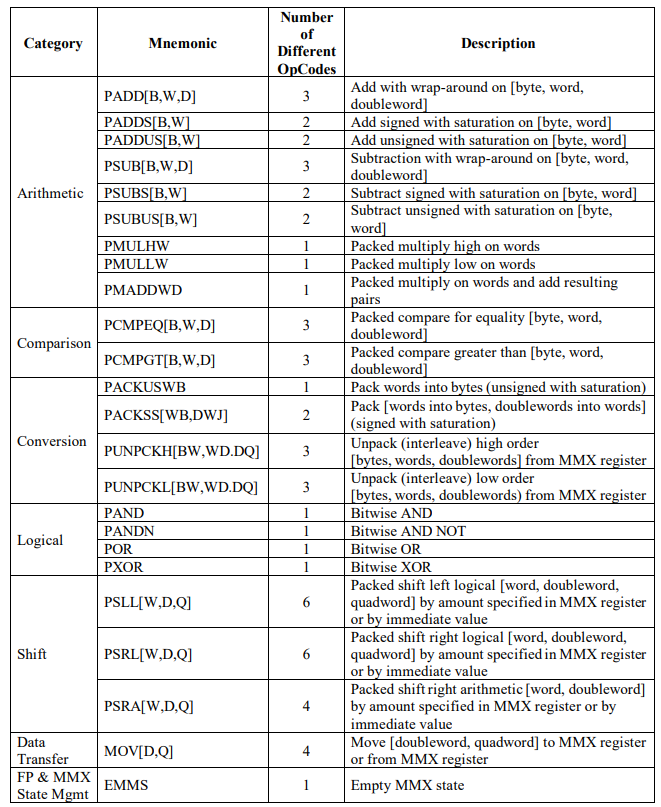 Category Mnemonic Number of Different OpCodes Description
Arithmetic
PADD[B,W,D] 3 Add with wrap-around on [byte, word,
doubleword]
PADDS[B,W] 2 Add signed with saturation on [byte, word]
PADDUS[B,W] 2 Add unsigned with saturation on [byte, word]
PSUB[B,W,D] 3 Subtraction with wrap-around on [byte, word,
doubleword]
PSUBS[B,W] 2 Subtract signed with saturation on [byte, word]
PSUBUS[B,W] 2 Subtract unsigned with saturation on [byte,
word]
PMULHW 1 Packed multiply high on words
PMULLW 1 Packed multiply low on words
PMADDWD 1 Packed multiply on words and add resulting
pairs
Comparison
PCMPEQ[B,W,D] 3 Packed compare for equality [byte, word,
doubleword]
PCMPGT[B,W,D] 3 Packed compare greater than [byte, word,
doubleword]
Conversion
PACKUSWB 1 Pack words into bytes (unsigned with saturation)
PACKSS[WB,DWJ] 2 Pack [words into bytes, doublewords into words]
(signed with saturation)
PUNPCKH[BW,WD.DQ] 3 Unpack (interleave) high order
[bytes, words, doublewords] from MMX register
PUNPCKL[BW,WD.DQ] 3 Unpack (interleave) low order
[bytes, words, doublewords) from MMX register
Logical
PAND 1 Bitwise AND
PANDN 1 Bitwise AND NOT
POR 1 Bitwise OR
PXOR 1 Bitwise XOR
Shift
PSLL[W,D,Q] 6 Packed shift left logical [word, doubleword,
quadword] by amount specified in MMX register
or by immediate value
PSRL[W,D,Q] 6 Packed shift right logical [word, doubleword,
quadword] by amount specified in MMX register
or by immediate value
PSRA[W,D,Q] 4 Packed shift right arithmetic [word, doubleword]
by amount specified in MMX register or by
immediate value
Data
Transfer
MOV[D,Q] 4 Move [doubleword, quadword] to MMX register
or from MMX register
FP & MMX
State Mgmt
EMMS 1 Empty MMX state